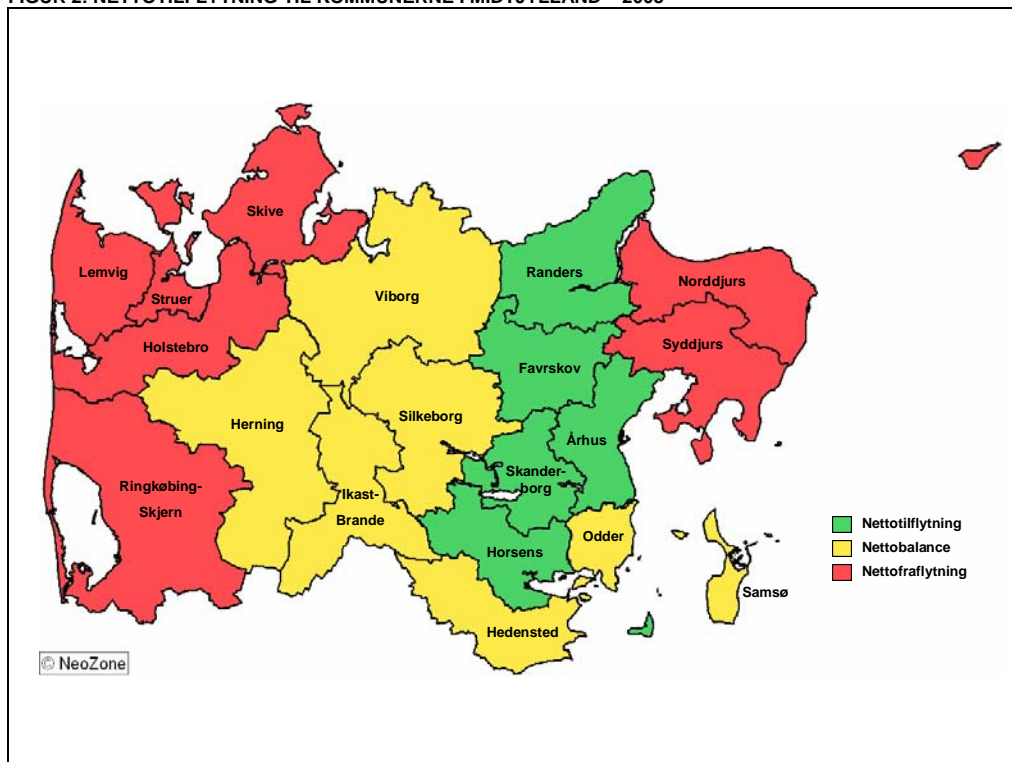 Skive
Lemvig
Struer
Viborg
Randers
Norddjurs
Holstebro
Syddjurs
Favrskov
Herning
Silkeborg
Århus
Skander-
borg
Ringkøbing-
Skjern
Ikast-
Brande
Horsens
Odder
Samsø
Hedensted
Nettotilflytning
Nettobalance
Nettofraflytning
© NeoZone